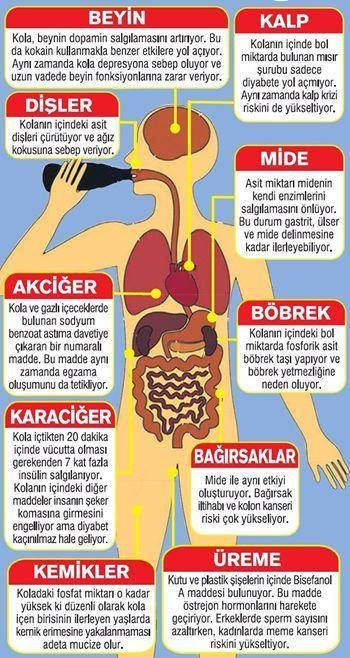 BEYİN
Kola, beynin dopamin salgılamasını artırıyor. Bu
da kokain kullanmakla benzer etkilere yol açıyor.
Aynı zamanda kola depresyona sebep oluyor ve
uzun vadede beyin fonksiyonlarına zarar veriyor.
KALP
Kolanın içinde bol
miktarda bulunan mısır
şurubu sadece
diyabete yol açmıyor.
Aynı zamanda kalp krizi
riskini de yükseltiyor.
DİŞLER
Kolanın içindeki asit
dişleri çürütüyor ve ağız
kokusuna sebep veriyor.
MİDE
Asit miktarı midenin
kendi enzimlerini
salgılamasını önlüyor.
Bu durum gastrit, ülser
ve mide delinmesine
kadar ilerleyebiliyor.
AKCİĞER
Kola ve gazlı içeceklerde
bulunan sodyum
benzoat astıma davetiye
çıkaran bir numaralı
madde. Bu madde aynı
zamanda egzama
oluşumunu da tetikliyor.
BÖBREK
Kolanın içindeki bol
miktarda fosforik asit
böbrek taşı yapıyor ve
böbrek yetmezliğine
neden oluyor.
KARACİĞER
Kola içtikten 20 dakika
içinde vücutta olması
gerekenden 7 kat fazla
insülin salgılanıyor.
Kolanın içindeki diğer
maddeler insanın şeker
komasına girmesini
engelliyor ama diyabet
kaçınılmaz hale geliyor.
BAĞIRSAKLAR
Mide ile aynı etkiyi
oluşturuyor. Bağırsak
iltihabı ve kolon kanseri
riski çok yükseliyor.
KEMİKLER
Koladaki fosfat miktarı o kadar
yüksek ki düzenli olarak kola
içen birisinin ilerleyen yaşlarda
kemik erimesine yakalanmaması
adeta mucize olur.
ÜREME
Kutu ve plastik şişelerin içinde Bisefanol
A maddesi bulunuyor. Bu madde
östrejon hormonlarını harekete
geçiriyor. Erkeklerde sperm sayısını
azaltırken, kadınlarda meme kanseri
riskini yükseltiyor.